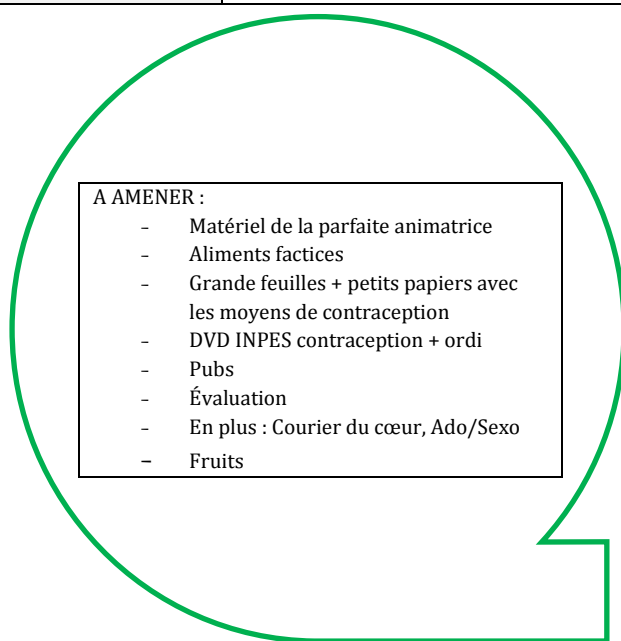 A AMENER :
- Matériel de la parfaite animatrice
- Aliments factices
- Grande feuilles + petits papiers avec
les moyens de contraception
- DVD INPES contraception + ordi
- Pubs
- Évaluation
- En plus : Courier du cœur, Ado/Sexo
– Fruits